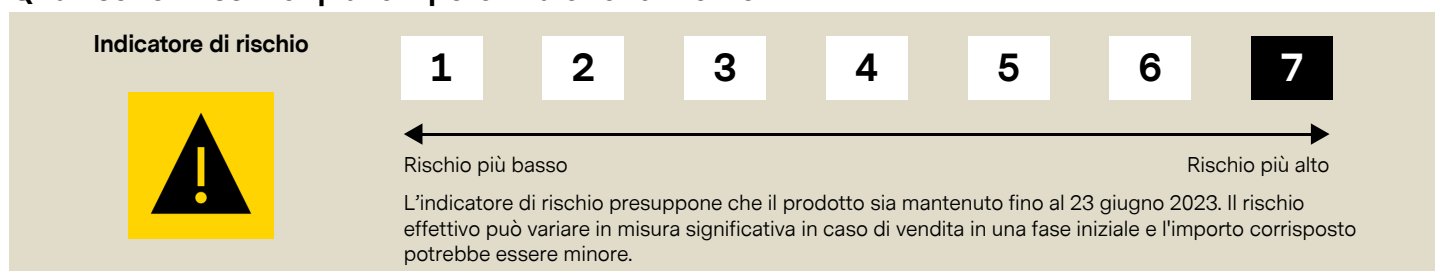 Indicatore di rischio
1 2 3 4 5 6 7
Rischio più basso Rischio più alto
L'indicatore di rischio presuppone che il prodotto sia mantenuto fino al 23 giugno 2023. Il rischio
effettivo può variare in misura significativa in caso di vendita in una fase iniziale e l'importo corrisposto
potrebbe essere minore.